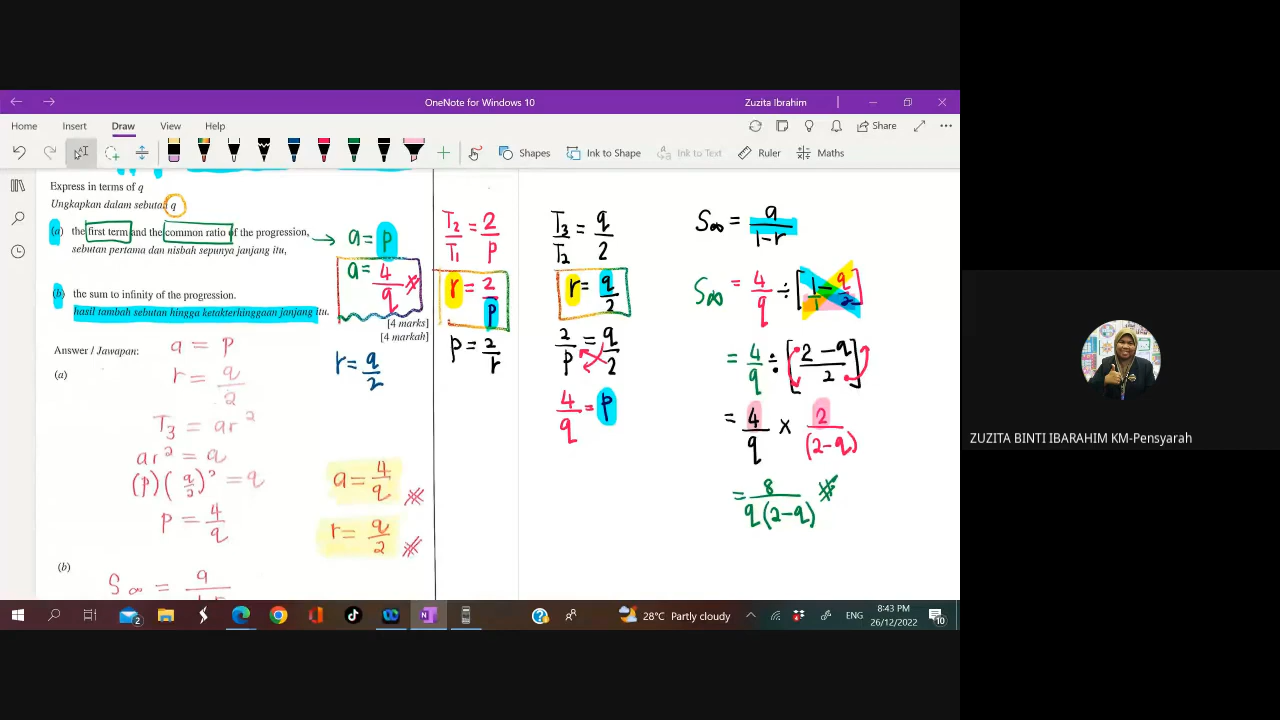 OneNote for Windows 10
Zuzita Ibrahim
Home Insert Draw View Help
Share
Shapes Ink to Shape Ink to Text Ruler Maths
Express in terms of q
Ungkapkan dalam sebutan q
(a) the first term and the common ratio of the progression,
sebutan pertama dan nisbah sepunya janjang itu,
→ a = p
a = 4/q
(b) the sum to infinity of the progression.
hasil tambah sebutan hingga ketakterhinggaan janjang itu.
[4 marks]
[4 markah]
r = q/2
Answer / Jawapan:
a = p
(a)
r = q/2
T3 = ar²
ar² = q
(p)(q/2)² = q
p = 4/q
a = 4/q
r = q/2
(b)
S∞ = a
T2/T1 = 2/p
r = 2/p
p = 2/r
T3/T2 = q/2
r = q/2
2/p = q/2
4/q = p
S∞ = a/1-r
S∞ = 4/q ÷ [1/1 - q/2]
= 4/q ÷ [2-q/2]
= 4/q × 2/(2-q)
= 8/q(2-q)
ZUZITA BINTI IBARAHIM KM-Pensyarah
2
28°C Partly cloudy
ENG
8:43 PM
26/12/2022
10